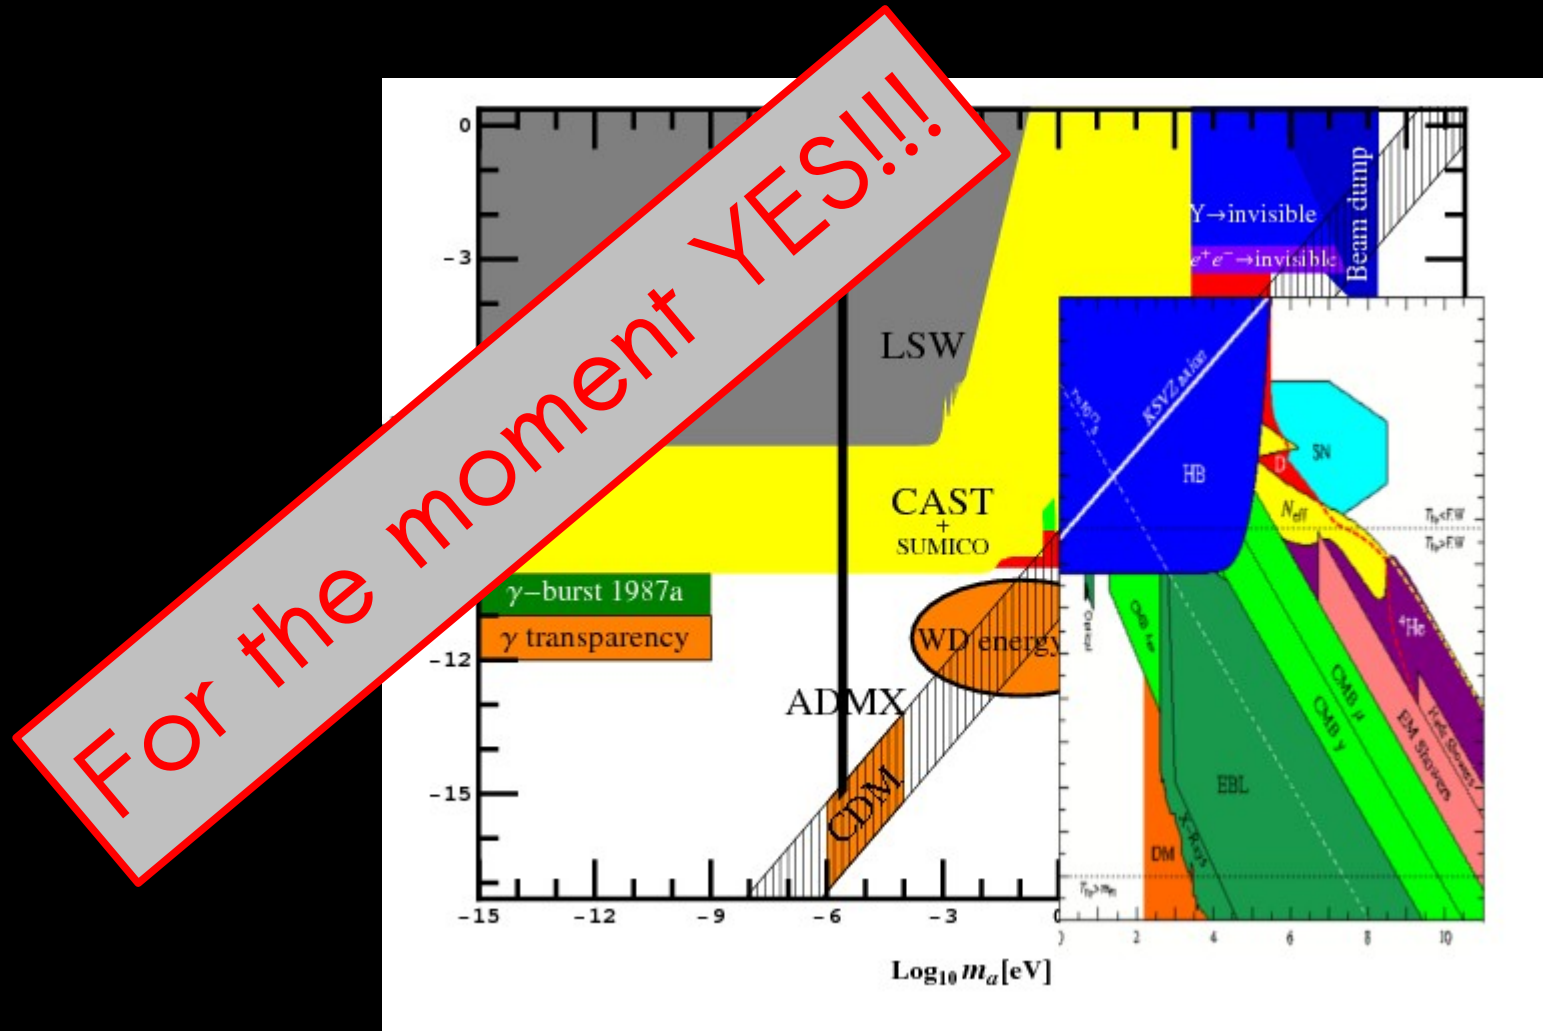 For the moment YES!!!
0
-3
-12
-15
-15
-12
-9
-6
-3
0
Log₁₀ mₐ[eV]
LSW
CAST
+
SUMICO
γ-burst 1987a
γ transparency
WD energy
ADMX
CDM
Υ→invisible
e⁺e⁻→invisible
Beam dump
KSVZ axion
HB
SN
D
Neff
⁴He
CMB μ
CMB y
EM Showers
EBL
X-Rays
DM
Optical
2
4
6
8
10